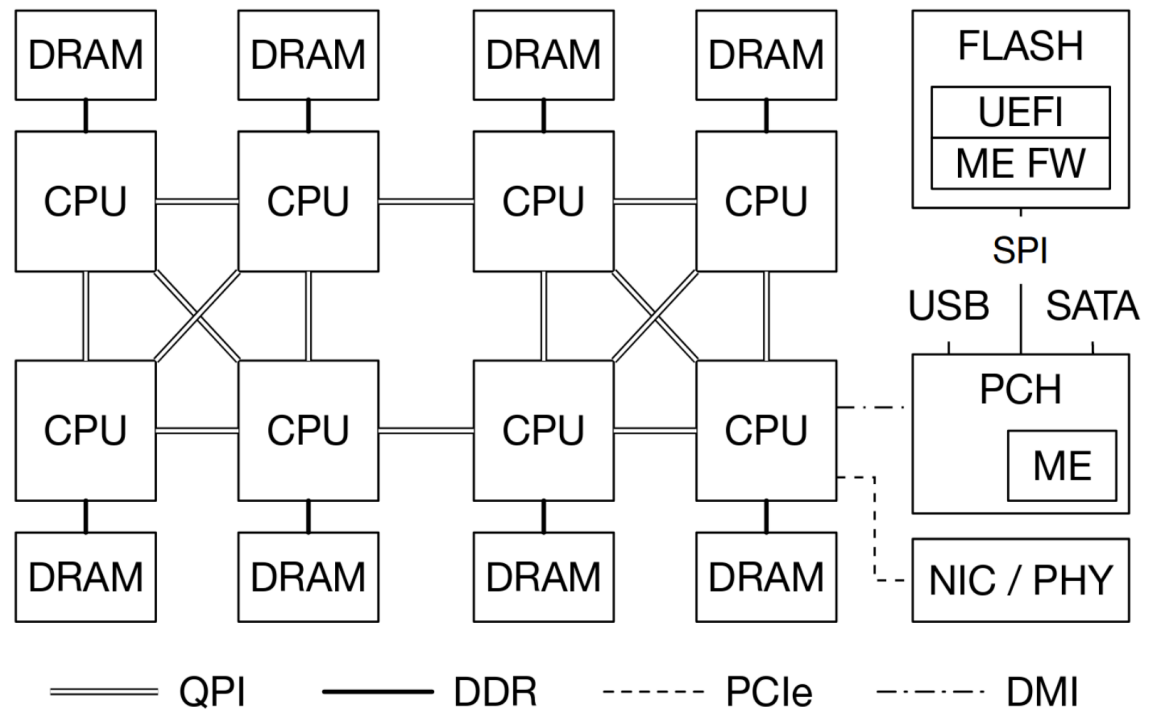 DRAM DRAM DRAM DRAM FLASH
UEFI
ME FW
CPU CPU CPU CPU
SPI
USB SATA
PCH
CPU CPU CPU CPU
ME
DRAM DRAM DRAM DRAM NIC / PHY
QPI DDR PCIe DMI